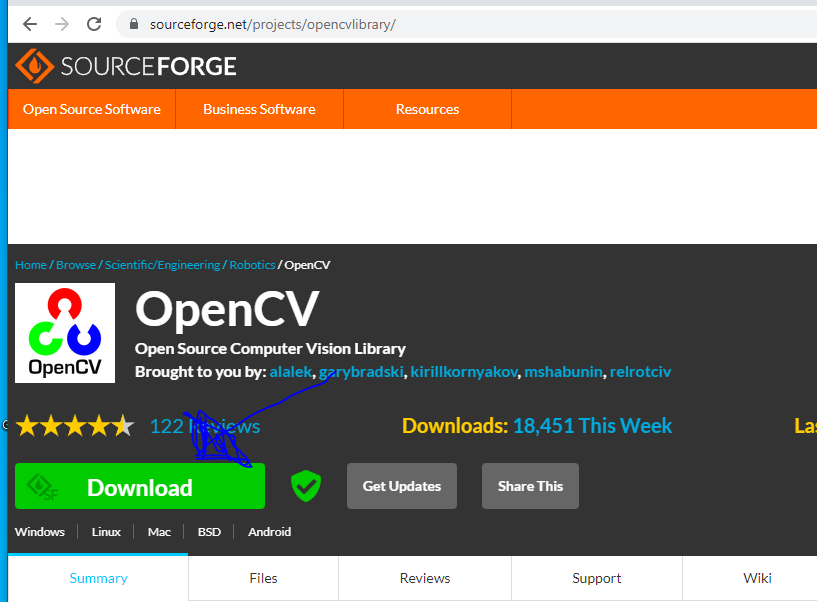 sourceforge.net/projects/opencvlibrary/
SOURCEFORGE
Open Source Software Business Software Resources
Home / Browse / Scientific/Engineering / Robotics / OpenCV
OpenCV
OpenCV
Open Source Computer Vision Library
Brought to you by: alalek, garybradski, kirillkornyakov, mshabunin, relrotciv
122 Reviews Downloads: 18,451 This Week
SF Download Get Updates Share This
Windows Linux Mac BSD Android
Summary Files Reviews Support Wiki